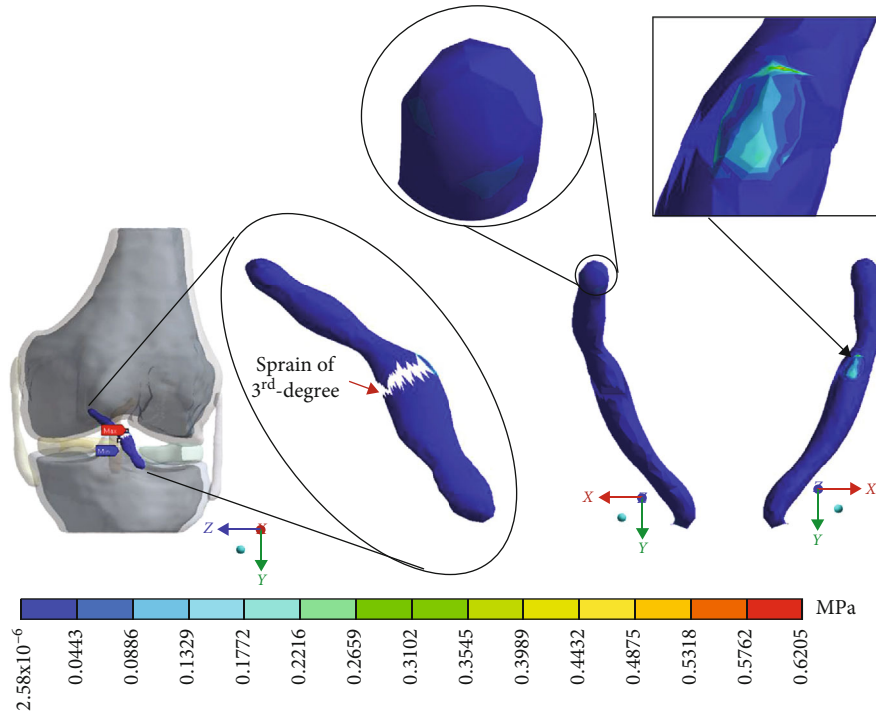 Sprain of
3rd-degree
Max
Min
Z
X
Y
X
Z
Y
Z
X
Y
MPa
2.58x10⁻⁶
0.0443
0.0886
0.1329
0.1772
0.2216
0.2659
0.3102
0.3545
0.3989
0.4432
0.4875
0.5318
0.5762
0.6205